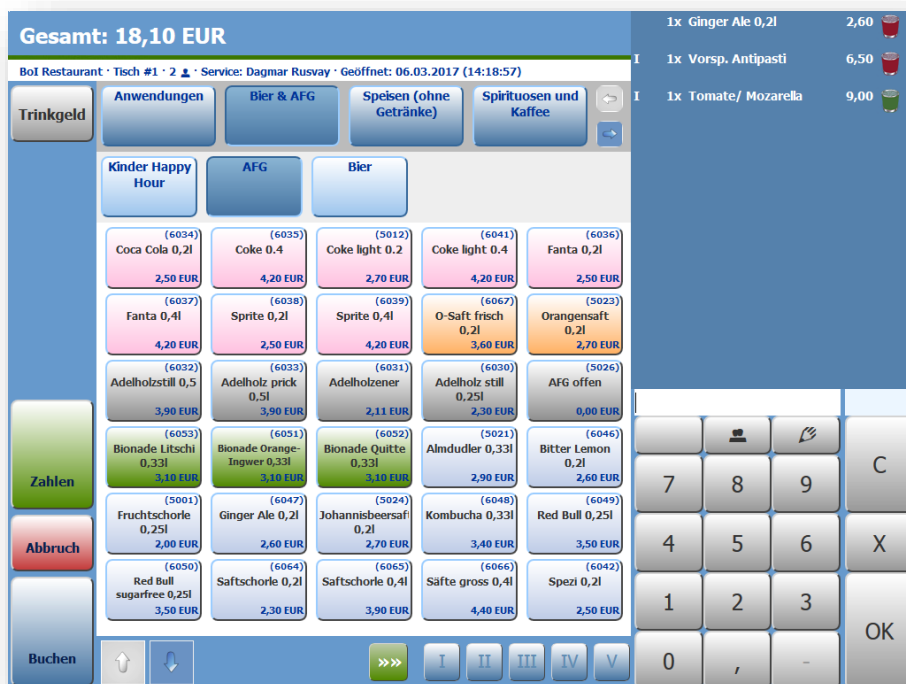 Gesamt: 18,10 EUR
BoI Restaurant · Tisch #1 · 2 · Service: Dagmar Rusvay · Geöffnet: 06.03.2017 (14:18:57)
1x Ginger Ale 0,2l 2,60
I 1x Vorsp. Antipasti 6,50
I 1x Tomate/ Mozarella 9,00
Trinkgeld
Anwendungen
Bier & AFG
Speisen (ohne
Getränke)
Spirituosen und
Kaffee
Kinder Happy
Hour
AFG
Bier
(6034)
Coca Cola 0,2l
2,50 EUR
(6035)
Coke 0.4
4,20 EUR
(5012)
Coke light 0.2
2,70 EUR
(6041)
Coke light 0.4
4,20 EUR
(6036)
Fanta 0,2l
2,50 EUR
(6037)
Fanta 0,4l
4,20 EUR
(6038)
Sprite 0,2l
2,50 EUR
(6039)
Sprite 0,4l
4,20 EUR
(6067)
O-Saft frisch
0,2l
3,60 EUR
(5023)
Orangensaft
0,2l
2,70 EUR
(6032)
Adelholzstill 0,5
3,90 EUR
(6033)
Adelholz prick
0,5l
3,90 EUR
(6031)
Adelholzener
2,11 EUR
(6030)
Adelholz still
0,25l
2,30 EUR
(5026)
AFG offen
0,00 EUR
(6053)
Bionade Litschi
0,33l
3,10 EUR
(6051)
Bionade Orange-
Ingwer 0,33l
3,10 EUR
(6052)
Bionade Quitte
0,33l
3,10 EUR
(5021)
Almdudler 0,33l
2,90 EUR
(6046)
Bitter Lemon
0,2l
2,60 EUR
(5001)
Fruchtschorle
0,25l
2,00 EUR
(6047)
Ginger Ale 0,2l
2,60 EUR
(5024)
Johannisbeersaft
0,2l
2,70 EUR
(6048)
Kombucha 0,33l
3,40 EUR
(6049)
Red Bull 0,25l
3,50 EUR
(6050)
Red Bull
sugarfree 0,25l
3,50 EUR
(6064)
Saftschorle 0,2l
2,30 EUR
(6065)
Saftschorle 0,4l
3,90 EUR
(6066)
Säfte gross 0,4l
4,40 EUR
(6042)
Spezi 0,2l
2,50 EUR
Zahlen
Abbruch
Buchen
»»
I II III IV V
C
7 8 9
4 5 6 X
1 2 3
OK
0 , -